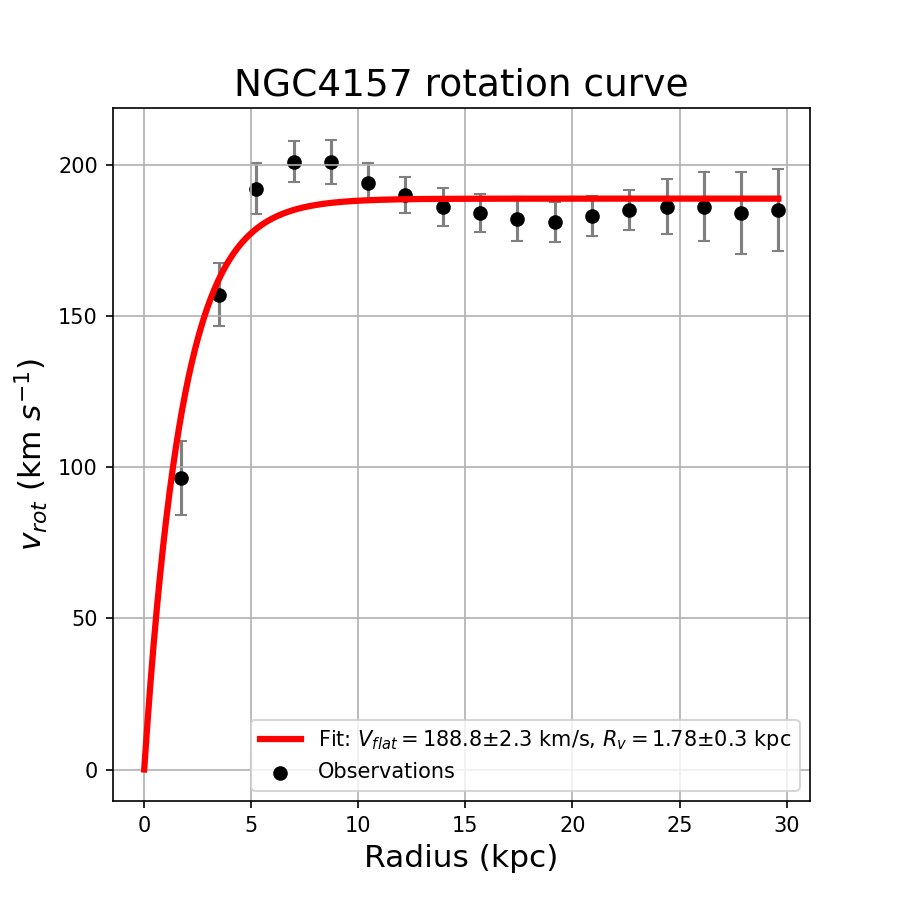 NGC4157 rotation curve
200
150
100
50
0
v_rot (km s⁻¹)
Fit: V_flat = 188.8±2.3 km/s, R_v = 1.78±0.3 kpc
Observations
0 5 10 15 20 25 30
Radius (kpc)